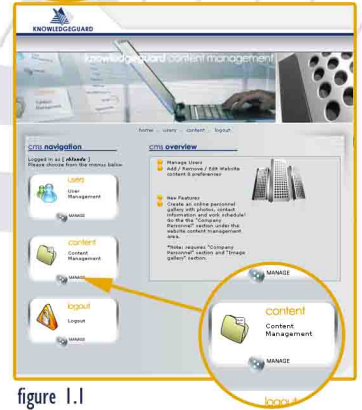 KNOWLEDGEGUARD
knowledgeguard content management
home . users . content . logout
cms navigation
Please choose from the menus below
users
User
Management
MANAGE
content
Content
Management
MANAGE
logout
Logout
MANAGE
cms overview
Manage Users
Add / Remove / Edit Website
content & preferences
New Features
Create an online personnel
gallery with photos, contact
information and work schedule!
Go the the "Company
Personnel" section under the
website content management
area.
*Note: requires "Company
Personnel" section and "Image
gallery" section.
MANAGE
content
Content
Management
MANAGE
logout
figure 1.1